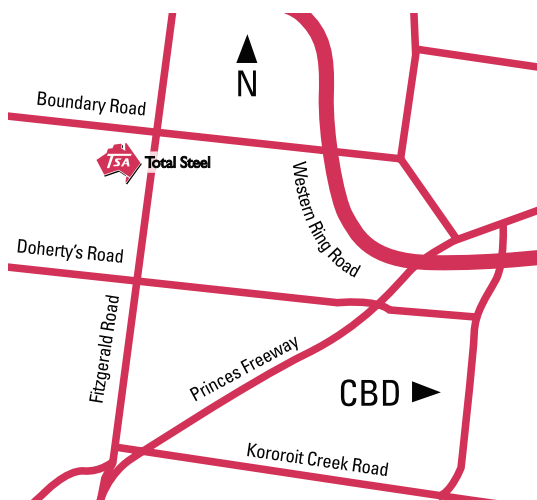 N
Boundary Road
TSA
Total Steel
Western Ring Road
Doherty's Road
Fitzgerald Road
Princes Freeway
CBD
Kororoit Creek Road